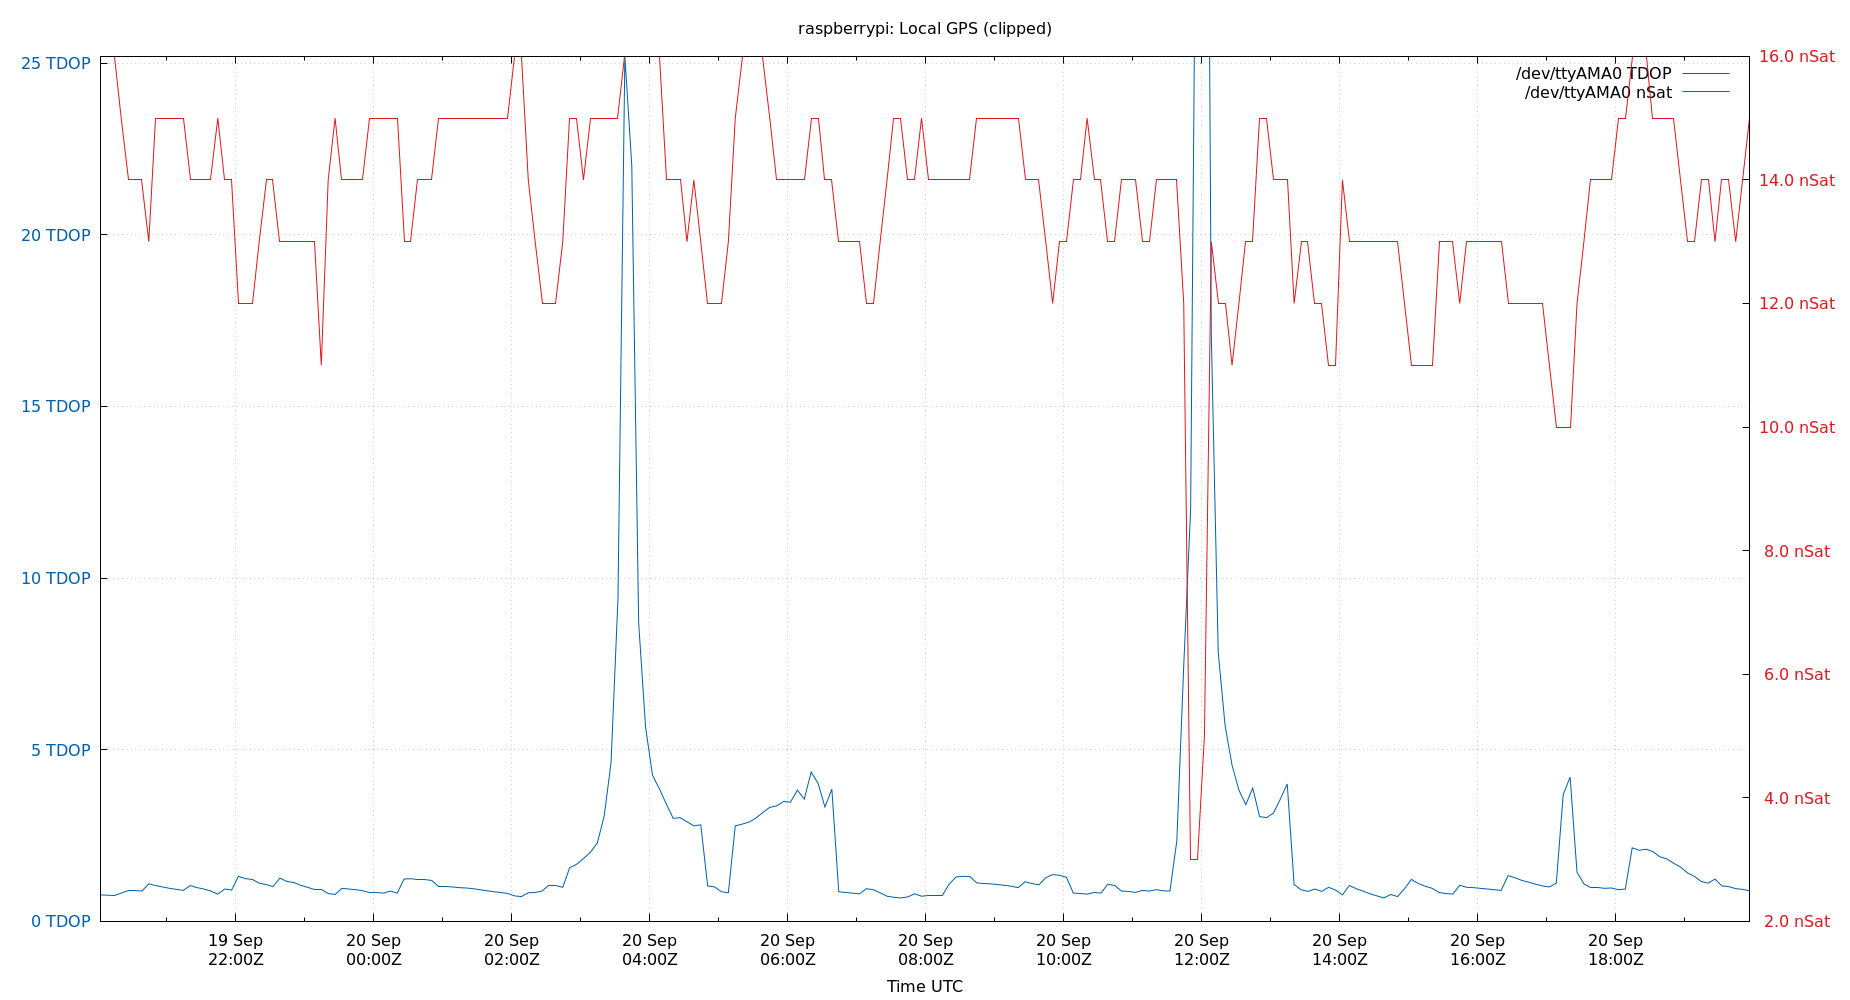 raspberrypi: Local GPS (clipped)
25 TDOP
20 TDOP
15 TDOP
10 TDOP
5 TDOP
0 TDOP
16.0 nSat
14.0 nSat
12.0 nSat
10.0 nSat
8.0 nSat
6.0 nSat
4.0 nSat
2.0 nSat
/dev/ttyAMA0 TDOP
/dev/ttyAMA0 nSat
19 Sep 20 Sep 20 Sep 20 Sep 20 Sep 20 Sep 20 Sep 20 Sep 20 Sep 20 Sep 20 Sep
22:00Z 00:00Z 02:00Z 04:00Z 06:00Z 08:00Z 10:00Z 12:00Z 14:00Z 16:00Z 18:00Z
Time UTC